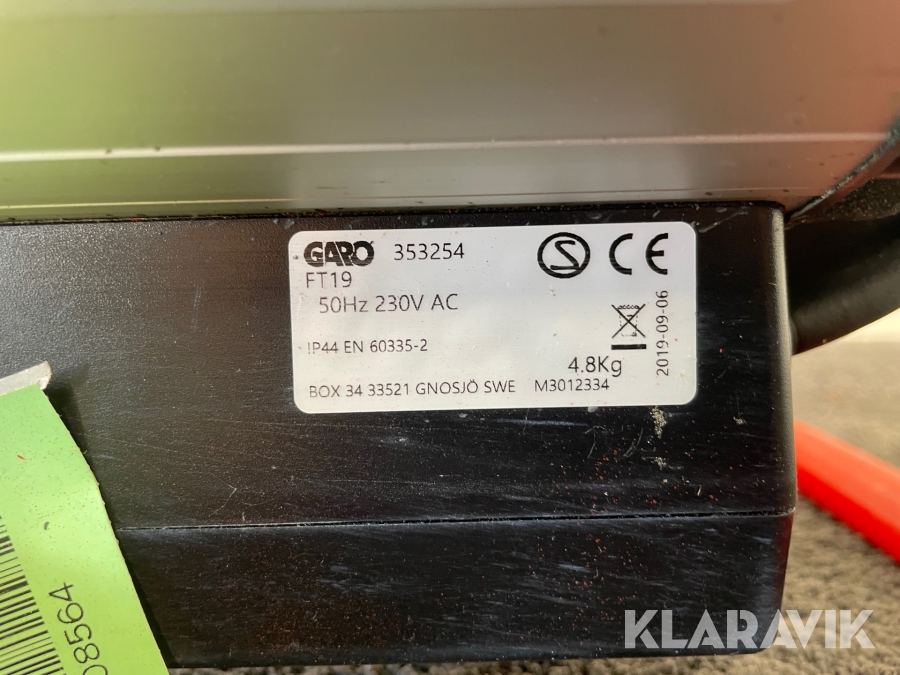 GARO 353254
FT19
50Hz 230V AC
IP44 EN 60335-2
4.8Kg
2019-09-06
BOX 34 33521 GNOSJÖ SWE M3012334
08564
KLARAVIK